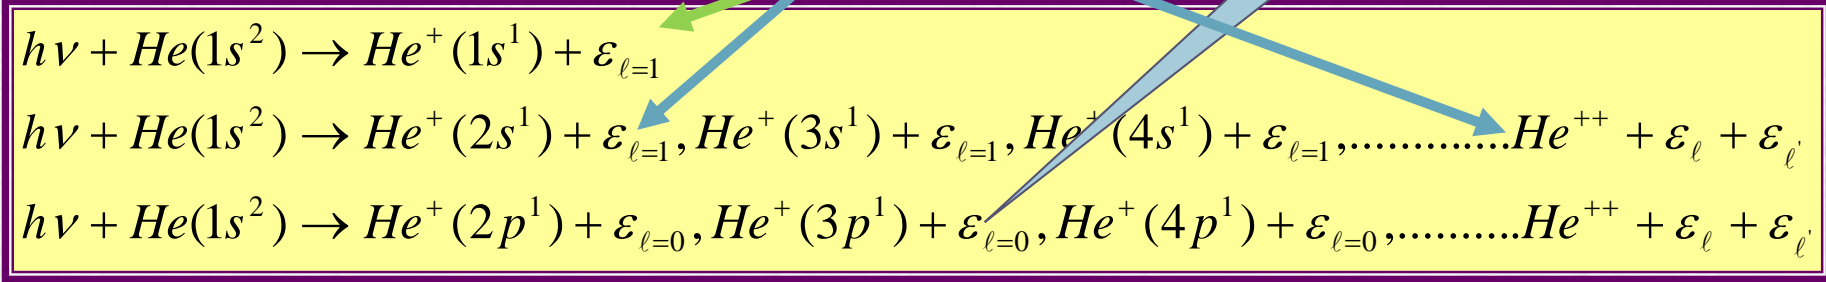 hν + He(1s²) → He⁺(1s¹) + ε_{ℓ=1}
hν + He(1s²) → He⁺(2s¹) + ε_{ℓ=1}, He⁺(3s¹) + ε_{ℓ=1}, He⁺(4s¹) + ε_{ℓ=1},.............He⁺⁺ + ε_ℓ + ε_{ℓ'}
hν + He(1s²) → He⁺(2p¹) + ε_{ℓ=0}, He⁺(3p¹) + ε_{ℓ=0}, He⁺(4p¹) + ε_{ℓ=0},..........He⁺⁺ + ε_ℓ + ε_{ℓ'}